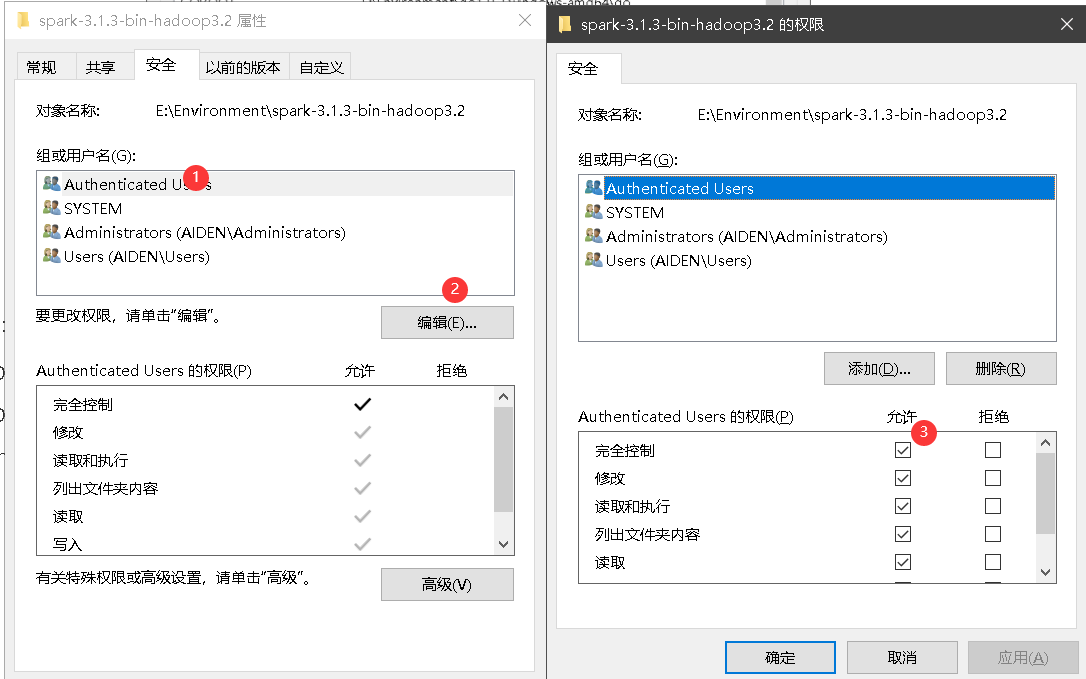 spark-3.1.3-bin-hadoop3.2 属性
常规
共享
安全
以前的版本
自定义
对象名称:
E:\Environment\spark-3.1.3-bin-hadoop3.2
组或用户名(G):
Authenticated Users
1
SYSTEM
Administrators (AIDEN\Administrators)
Users (AIDEN\Users)
2
要更改权限，请单击“编辑”。
编辑(E)...
Authenticated Users 的权限(P)
允许
拒绝
完全控制
修改
读取和执行
列出文件夹内容
读取
写入
有关特殊权限或高级设置，请单击“高级”。
高级(V)
spark-3.1.3-bin-hadoop3.2 的权限
安全
对象名称:
E:\Environment\spark-3.1.3-bin-hadoop3.2
组或用户名(G):
Authenticated Users
SYSTEM
Administrators (AIDEN\Administrators)
Users (AIDEN\Users)
添加(D)...
删除(R)
Authenticated Users 的权限(P)
允许
拒绝
3
完全控制
修改
读取和执行
列出文件夹内容
读取
确定
取消
应用(A)